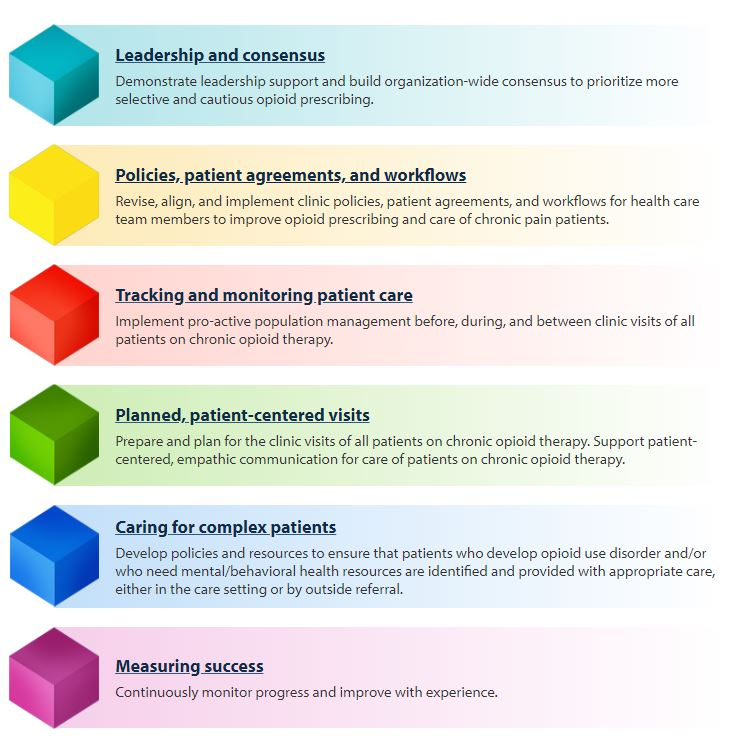 Leadership and consensus
Demonstrate leadership support and build organization-wide consensus to prioritize more
selective and cautious opioid prescribing.
Policies, patient agreements, and workflows
Revise, align, and implement clinic policies, patient agreements, and workflows for health care
team members to improve opioid prescribing and care of chronic pain patients.
Tracking and monitoring patient care
Implement pro-active population management before, during, and between clinic visits of all
patients on chronic opioid therapy.
Planned, patient-centered visits
Prepare and plan for the clinic visits of all patients on chronic opioid therapy. Support patient-
centered, empathic communication for care of patients on chronic opioid therapy.
Caring for complex patients
Develop policies and resources to ensure that patients who develop opioid use disorder and/or
who need mental/behavioral health resources are identified and provided with appropriate care,
either in the care setting or by outside referral.
Measuring success
Continuously monitor progress and improve with experience.